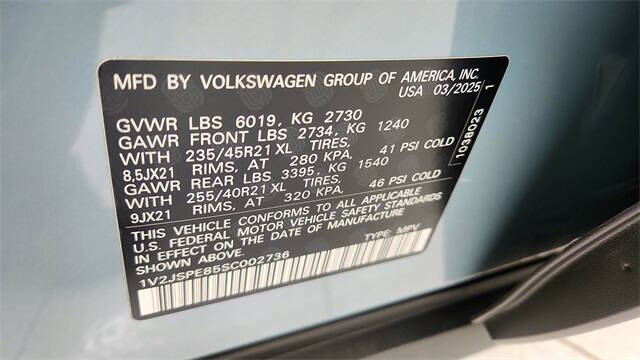 MFD BY VOLKSWAGEN GROUP OF AMERICA, INC.
USA 03/2025
GVWR LBS 6019, KG 2730
GAWR FRONT LBS 2734, KG 1240
WITH 235/45R21 XL TIRES,
8,5JX21 RIMS, AT 280 KPA, 41 PSI COLD
GAWR REAR LBS 3395, KG 1540
WITH 255/40R21 XL TIRES,
9JX21 RIMS, AT 320 KPA, 46 PSI COLD
THIS VEHICLE CONFORMS TO ALL APPLICABLE
U.S. FEDERAL MOTOR VEHICLE SAFETY STANDARDS
IN EFFECT ON THE DATE OF MANUFACTURE
SHOWN ABOVE. TYPE: MPV
1V2JSPE85SC002736
1038023 1